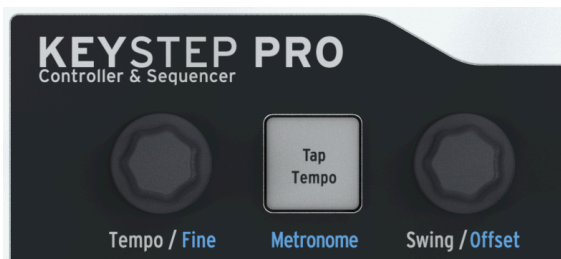 KEYSTEP PRO
Controller & Sequencer
Tap
Tempo
Tempo / Fine
Metronome
Swing / Offset